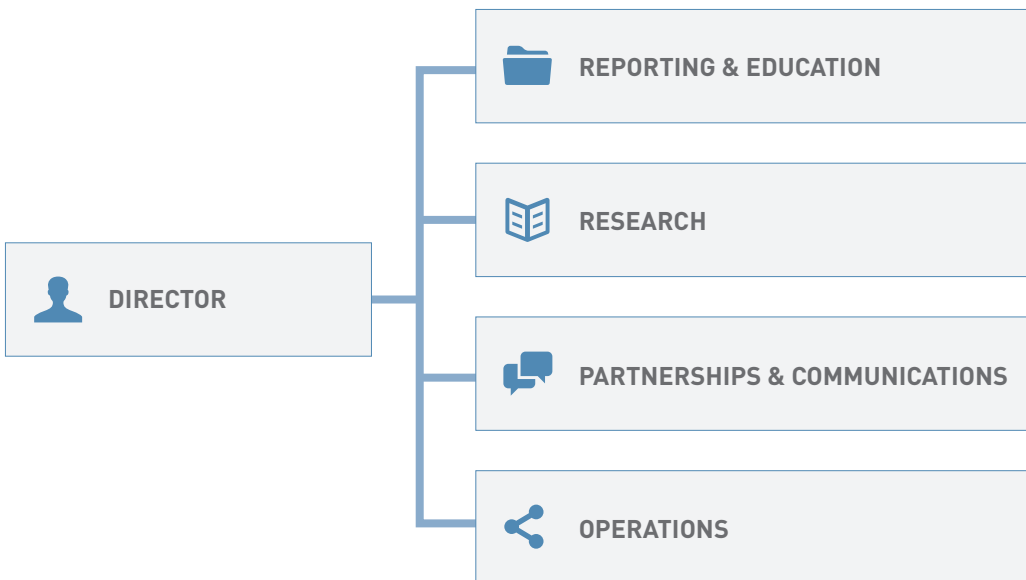 DIRECTOR
REPORTING & EDUCATION
RESEARCH
PARTNERSHIPS & COMMUNICATIONS
OPERATIONS